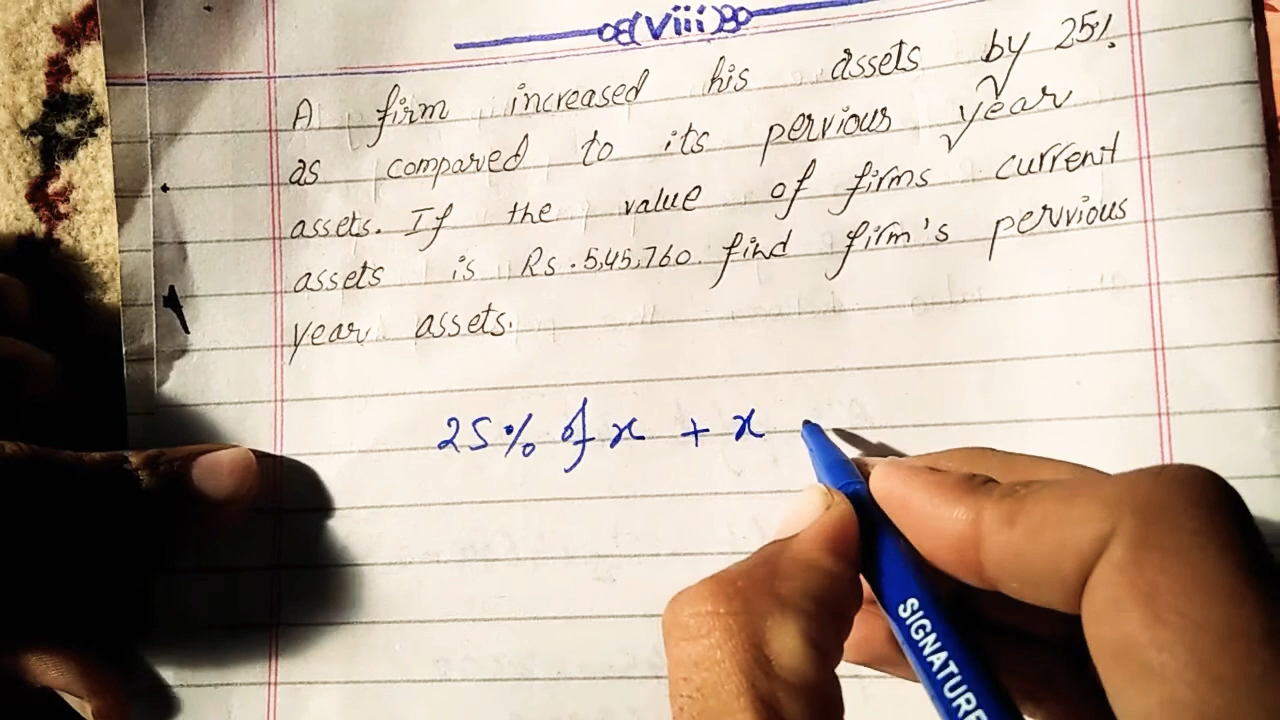 (viii)
A firm increased his assets by 25%.
as compared to its pervious year
assets. If the value of firms current
assets is Rs.5,45,760. find firm's pervious
year assets.
25% of x + x
SIGNATURE